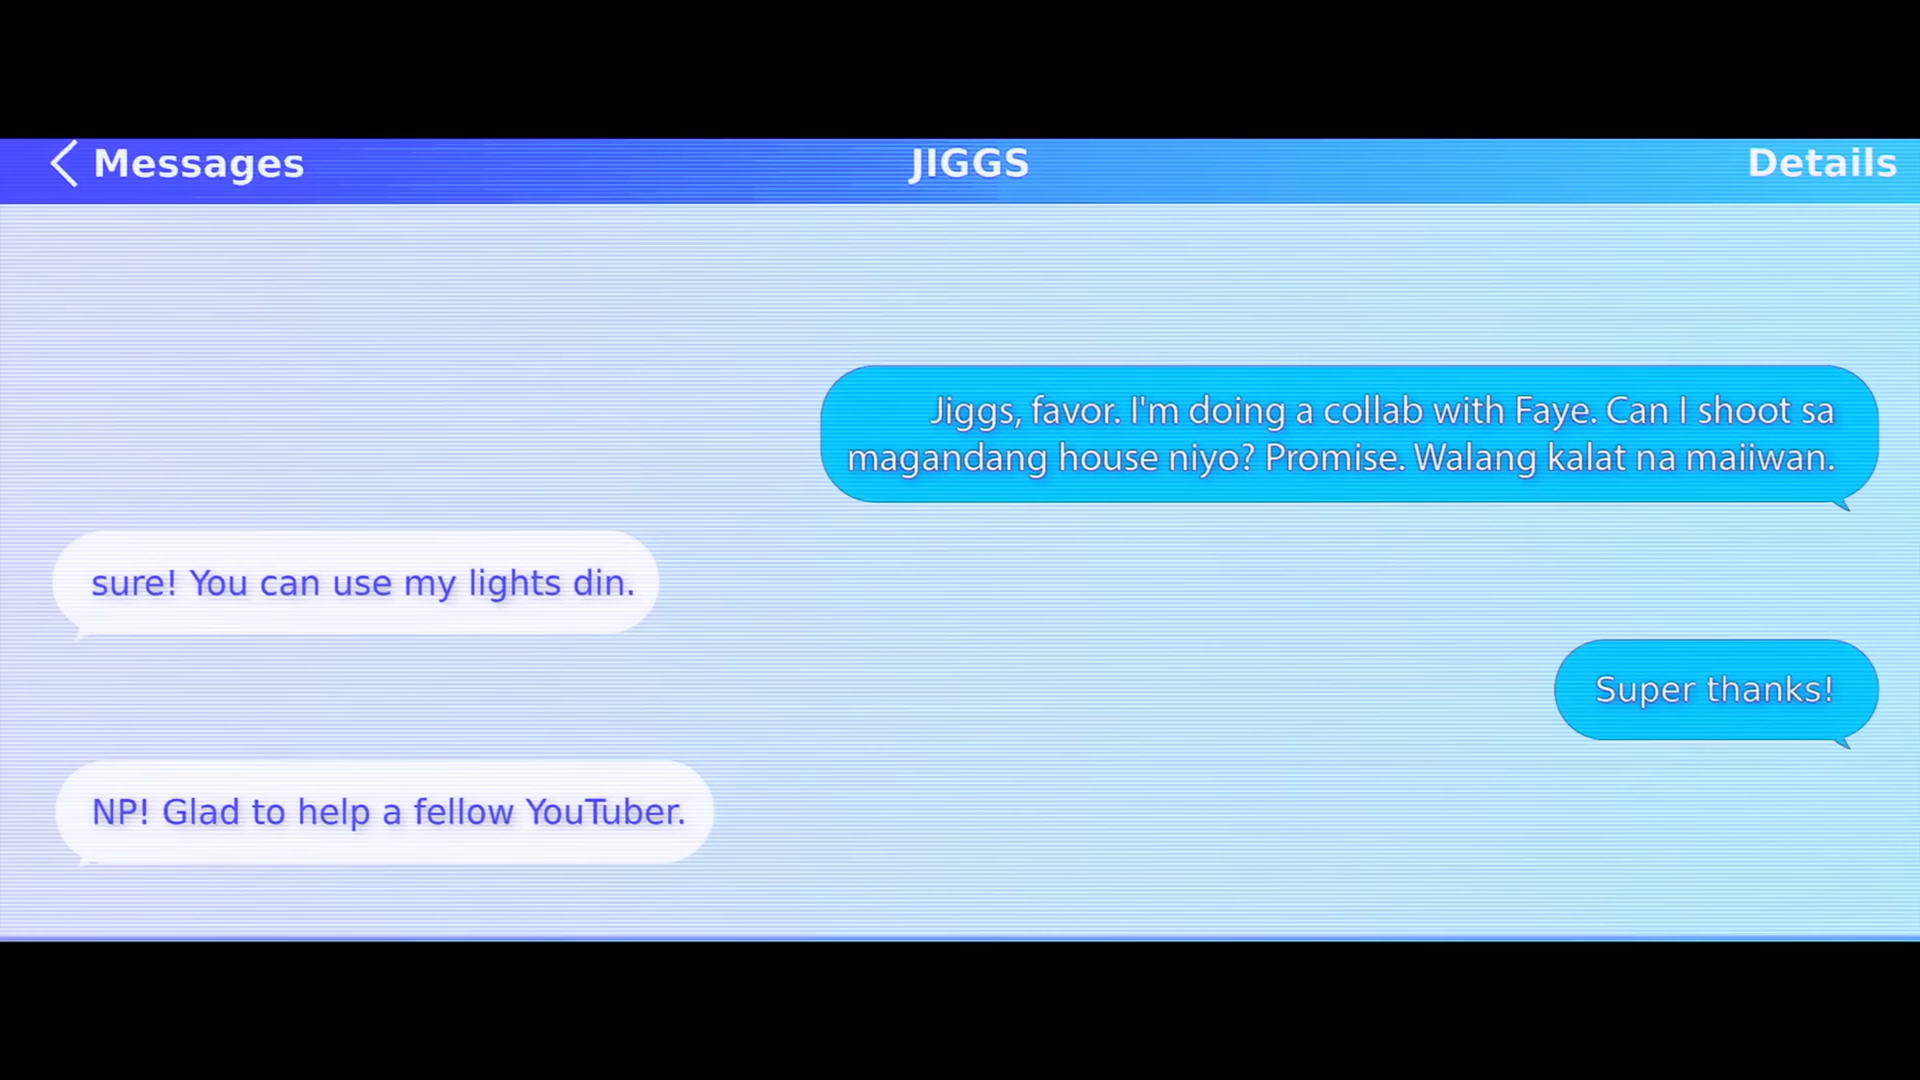 Messages
JIGGS
Details
Jiggs, favor. I'm doing a collab with Faye. Can I shoot sa
magandang house niyo? Promise. Walang kalat na maiiwan.
sure! You can use my lights din.
Super thanks!
NP! Glad to help a fellow YouTuber.